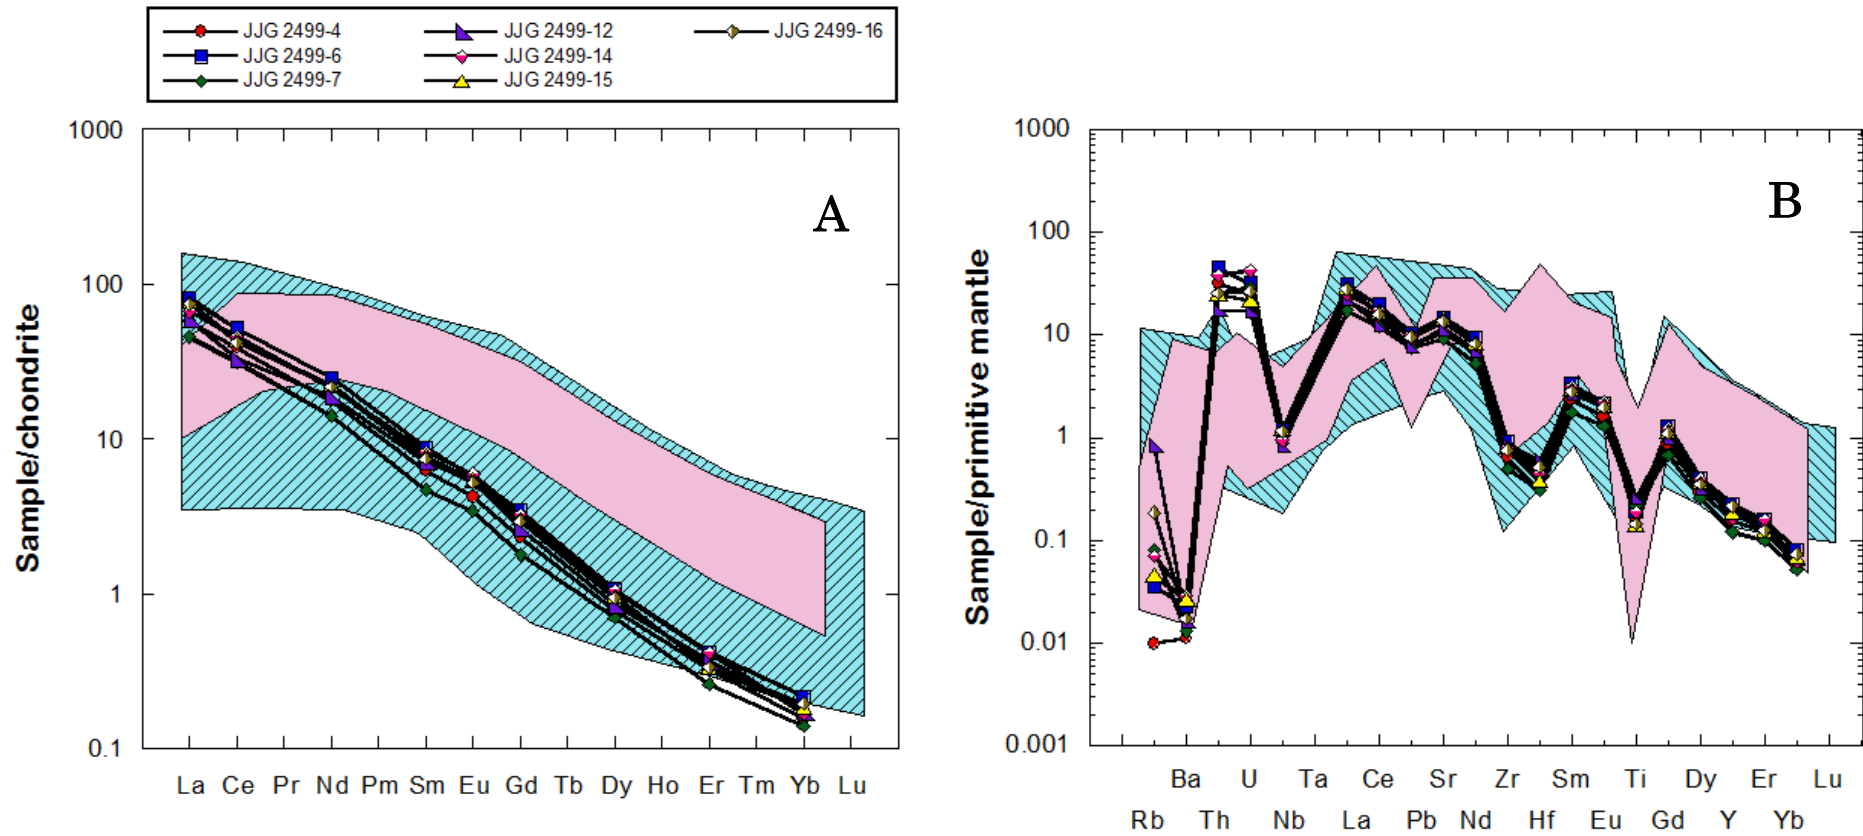 JJG 2499-4 JJG 2499-12 JJG 2499-16
JJG 2499-6 JJG 2499-14
JJG 2499-7 JJG 2499-15
A
Sample/chondrite
1000
100
10
1
0.1
La Ce Pr Nd Pm Sm Eu Gd Tb Dy Ho Er Tm Yb Lu
B
Sample/primitive mantle
1000
100
10
1
0.1
0.01
0.001
Ba U Ta Ce Sr Zr Sm Ti Dy Er Lu
Rb Th Nb La Pb Nd Hf Eu Gd Y Yb